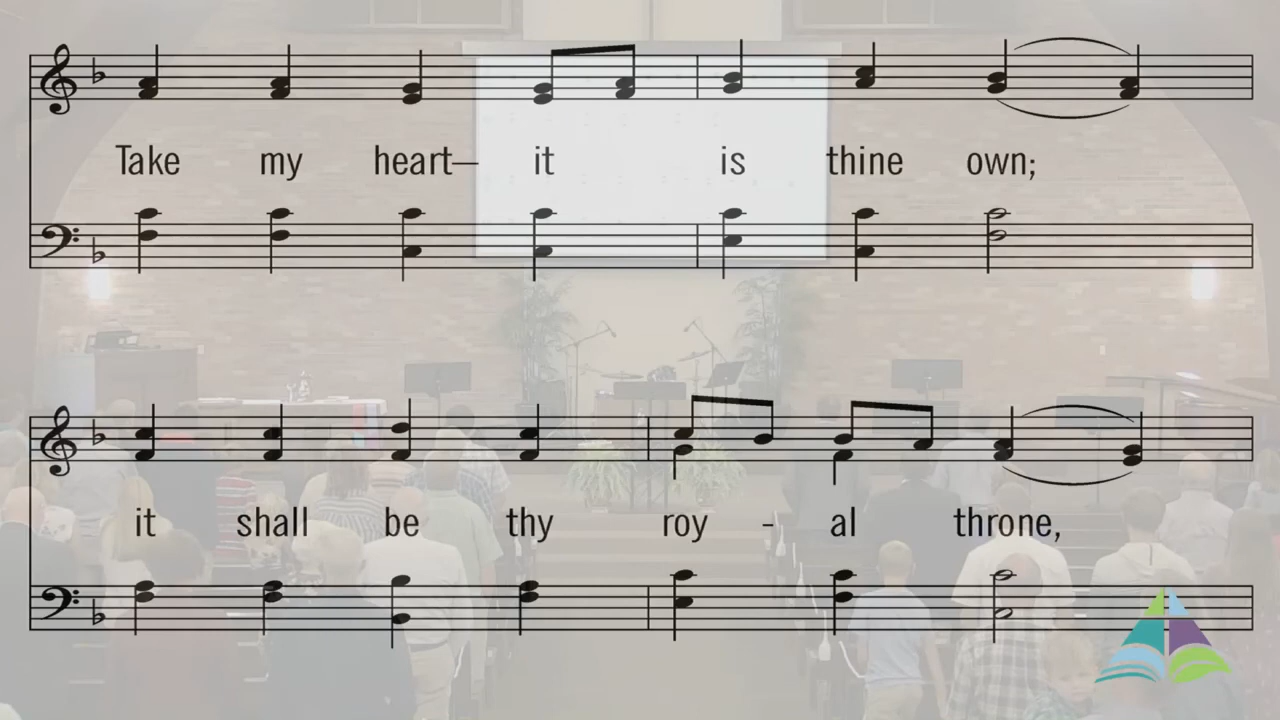 Take my heart— it is thine own;
it shall be thy roy - al throne,